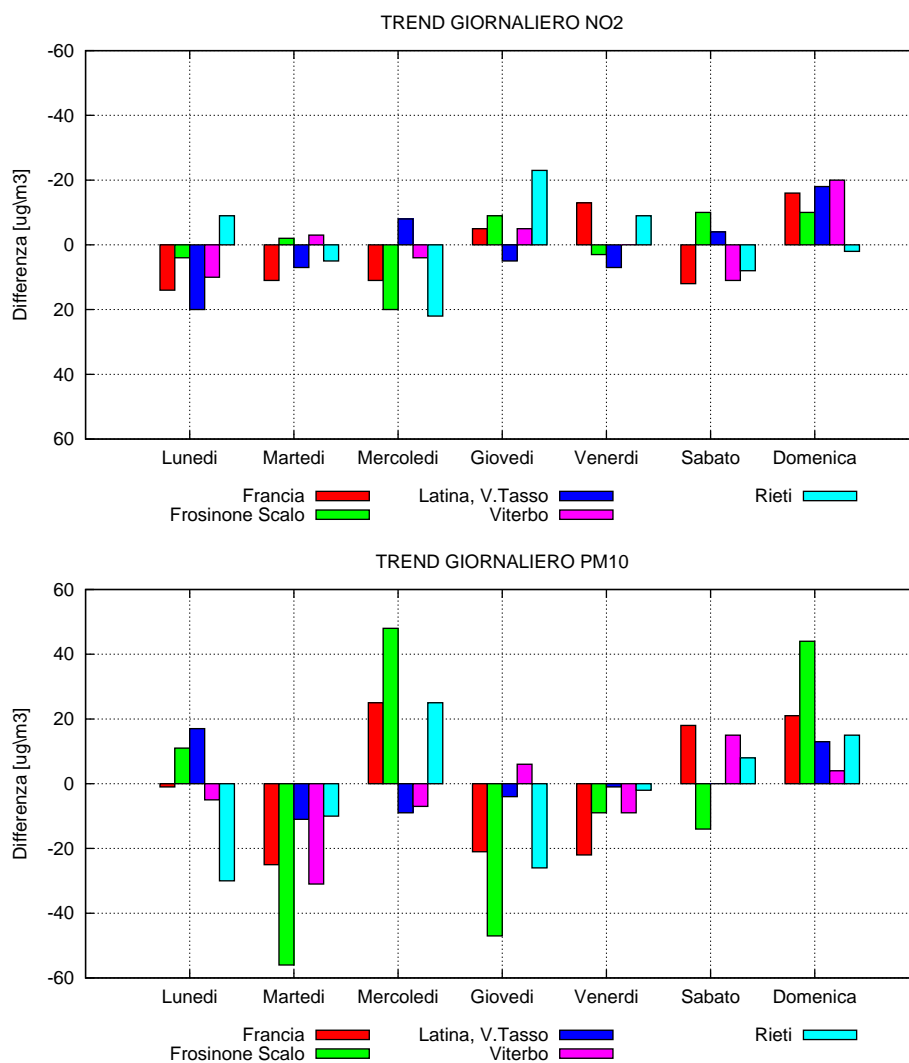 TREND GIORNALIERO NO2
-60
-40
-20
0
20
40
60
Differenza [ug\m3]
Lunedi Martedi Mercoledi Giovedi Venerdi Sabato Domenica
Francia Latina, V.Tasso Rieti
Frosinone Scalo Viterbo
TREND GIORNALIERO PM10
60
40
20
0
-20
-40
-60
Differenza [ug\m3]
Lunedi Martedi Mercoledi Giovedi Venerdi Sabato Domenica
Francia Latina, V.Tasso Rieti
Frosinone Scalo Viterbo